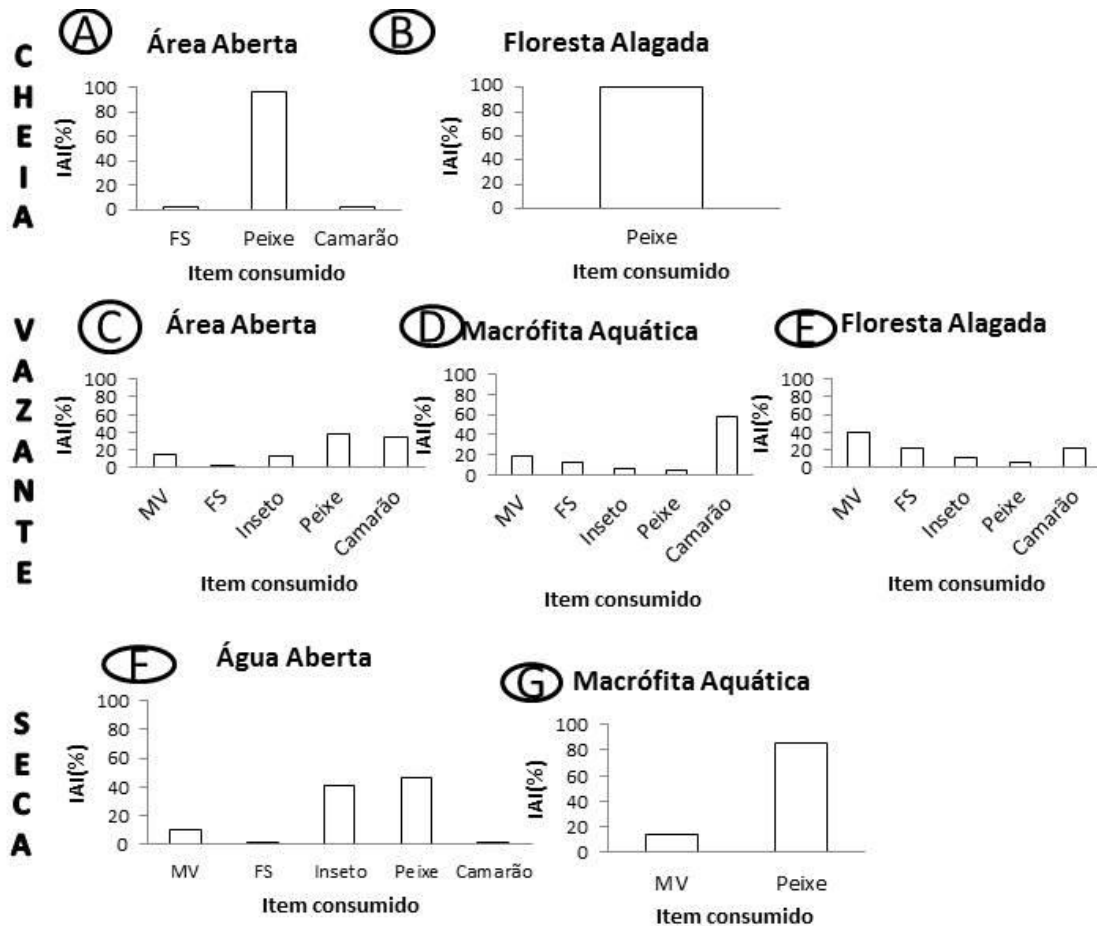 CHEIA
A Área Aberta
IAI(%)
100
80
60
40
20
0
FS Peixe Camarão
Item consumido
B Floresta Alagada
IAI(%)
100
80
60
40
20
0
Peixe
Item consumido
VAZANTE
C Área Aberta
IAI(%)
100
80
60
40
20
0
MV FS Inseto Peixe Camarão
Item consumido
D Macrófita Aquática
IAI(%)
100
80
60
40
20
0
MV FS Inseto Peixe Camarão
Item consumido
E Floresta Alagada
IAI(%)
100
80
60
40
20
0
MV FS Inseto Peixe Camarão
Item consumido
SECA
F Água Aberta
IAI(%)
100
80
60
40
20
0
MV FS Inseto Peixe Camarão
Item consumido
G Macrófita Aquática
IAI(%)
100
80
60
40
20
0
MV Peixe
Item consumido